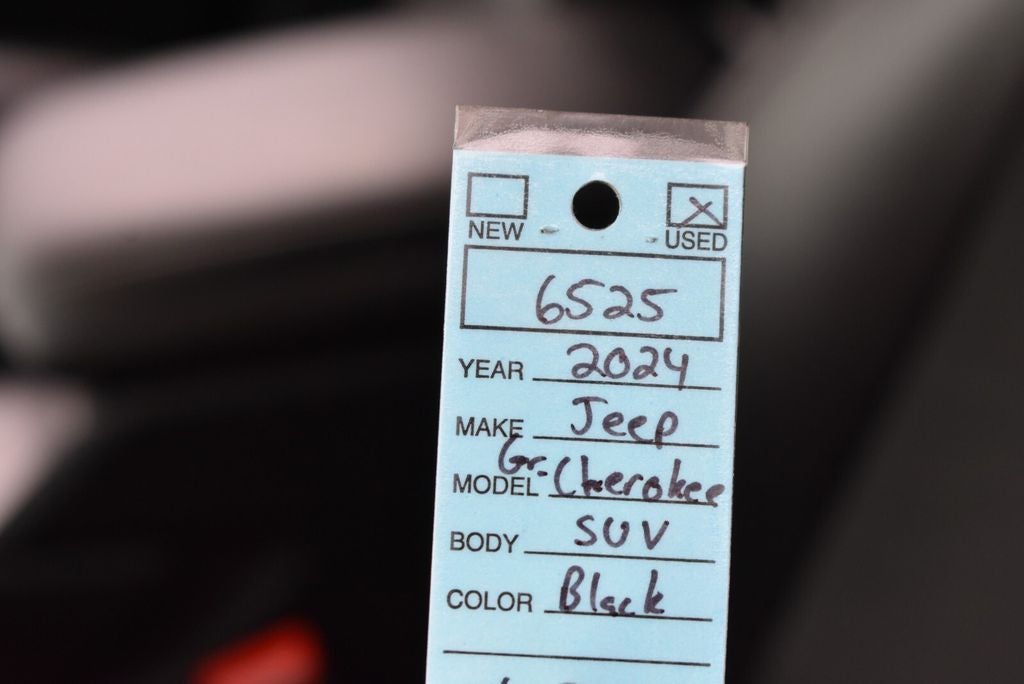 NEW USED
6525
YEAR 2024
MAKE Jeep
MODEL Gr. Cherokee
BODY SUV
COLOR Black